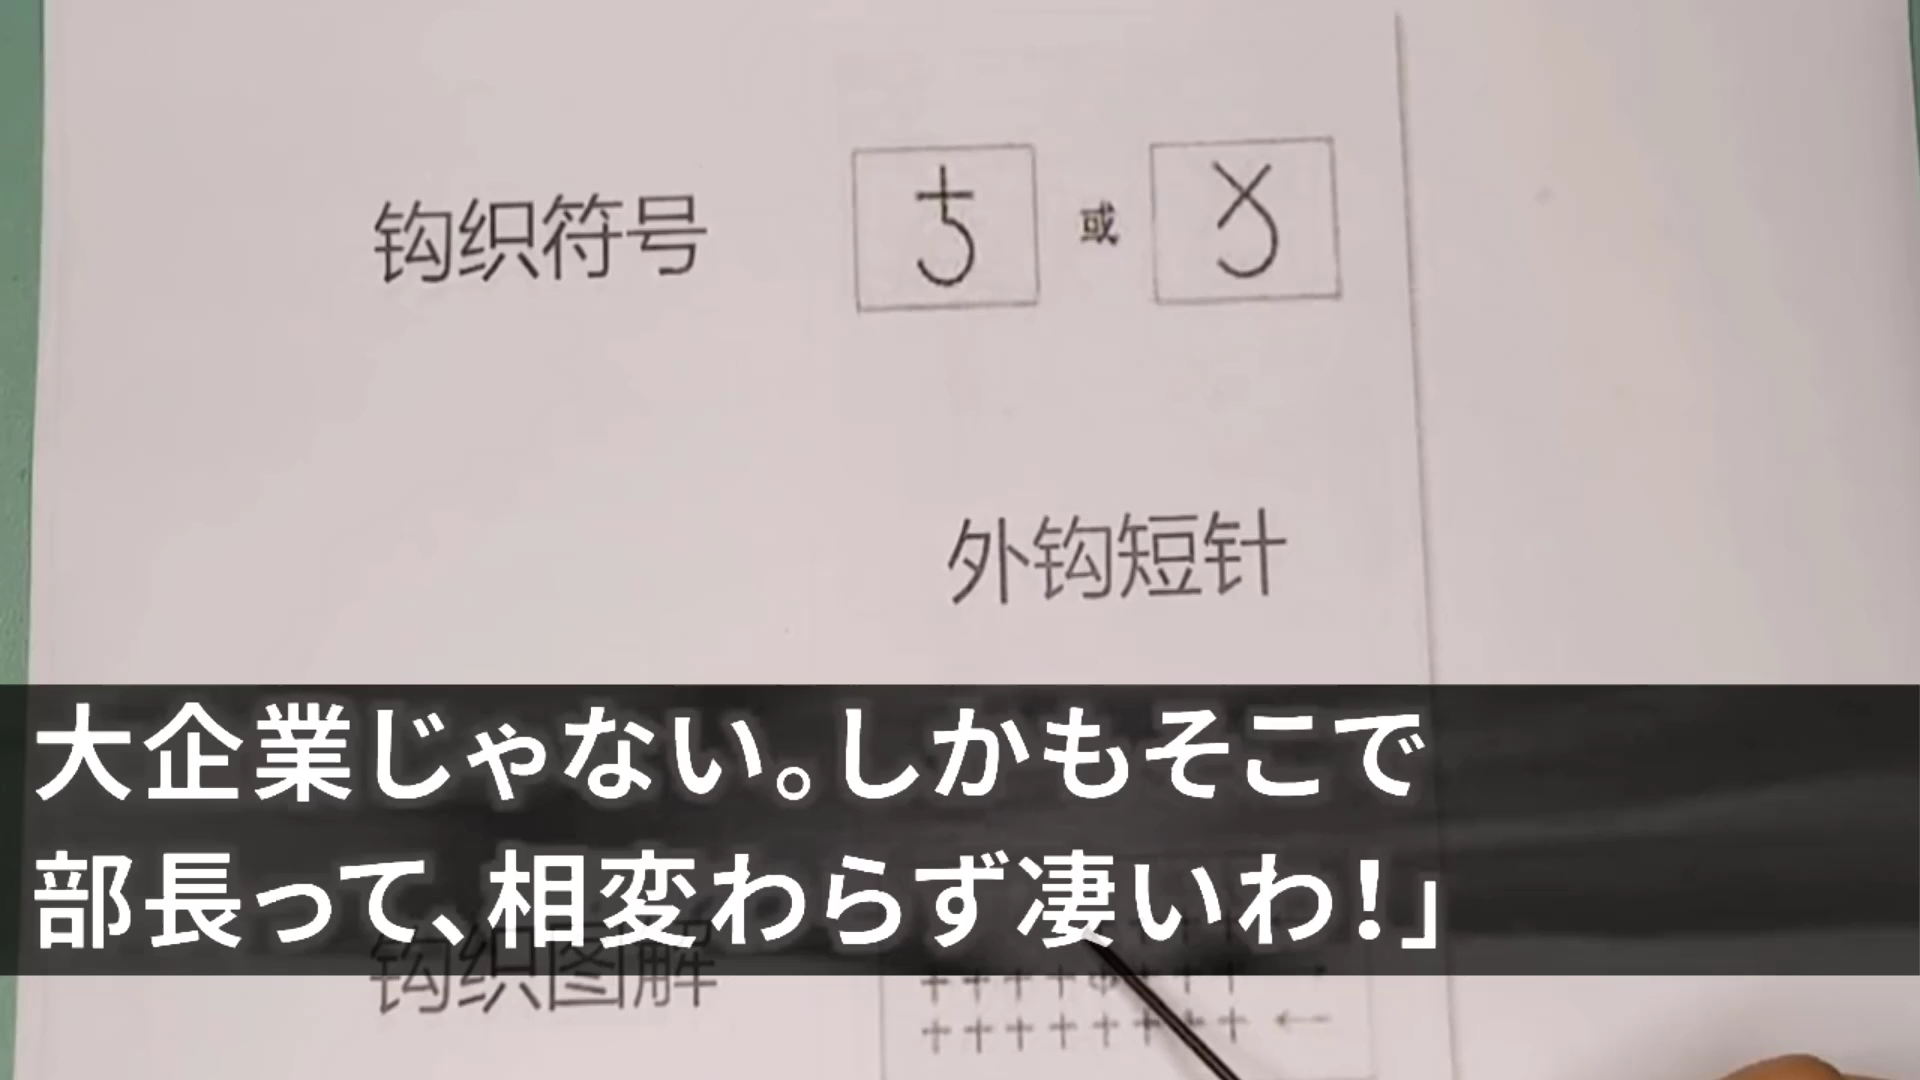 钩织符号
或
外钩短针
大企業じゃない。しかもそこで
部長って、相変わらず凄いわ！」
钩织图解